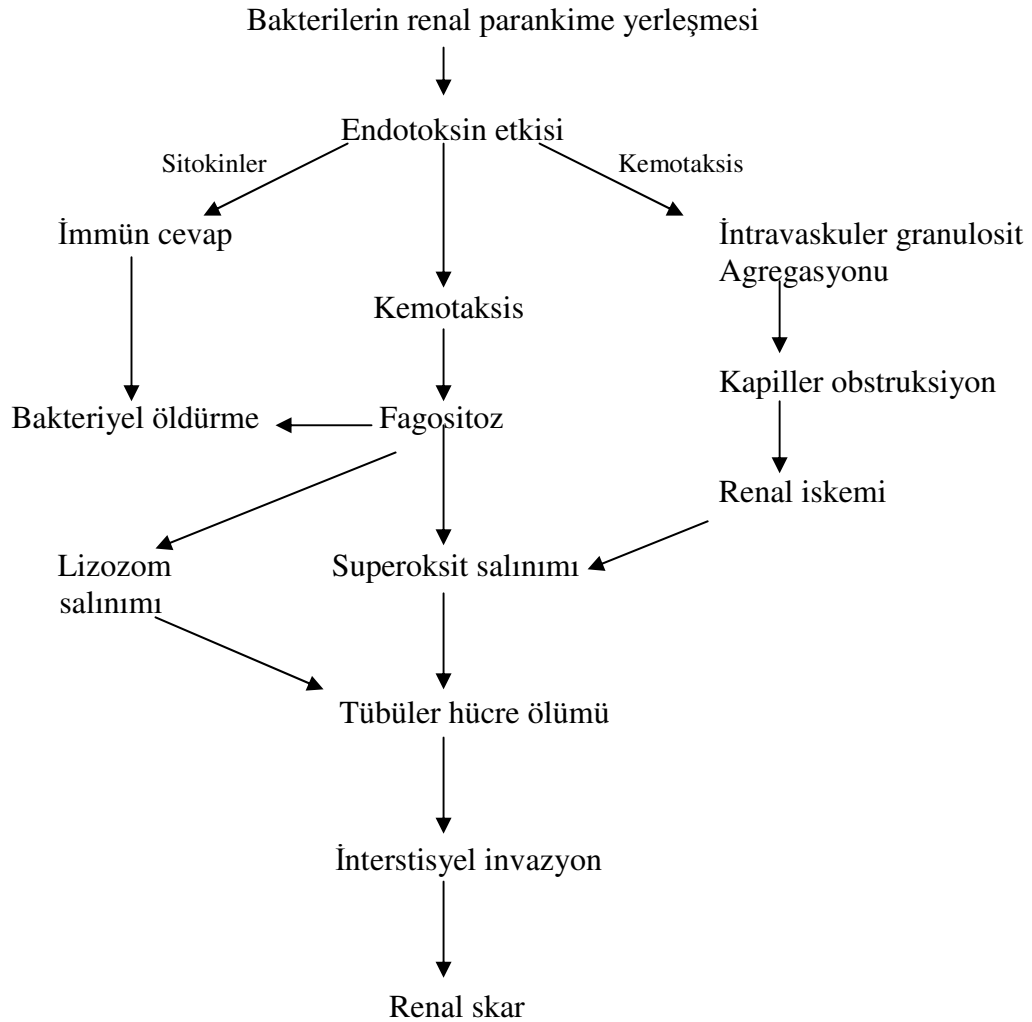 Bakterilerin renal parankime yerleşmesi
Endotoksin etkisi
Sitokinler
Kemotaksis
İmmün cevap
İntravaskuler granulosit
Agregasyonu
Kemotaksis
Kapiller obstruksiyon
Bakteriyel öldürme
Fagositoz
Renal iskemi
Lizozom
salınımı
Superoksit salınımı
Tübüler hücre ölümü
İnterstisyel invazyon
Renal skar